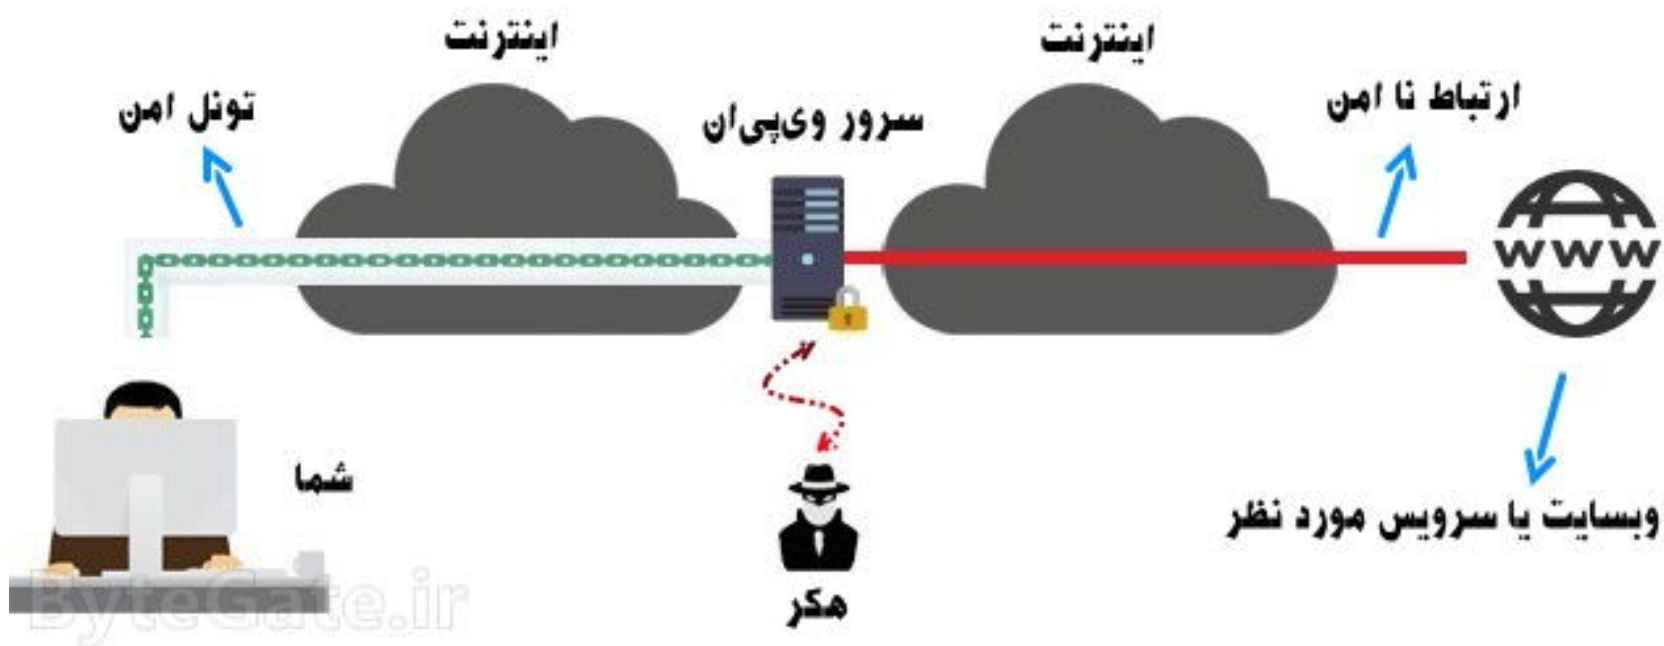 اینترنت
اینترنت
تونل امن
سرور وی‌پی‌ان
ارتباط نا امن
WWW
شما
وبسایت یا سرویس مورد نظر
هکر
ByteGate.ir